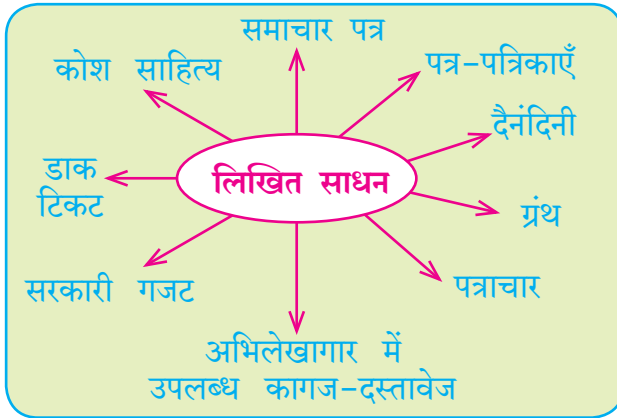 समाचार पत्र
कोश साहित्य
पत्र-पत्रिकाएँ
दैनंदिनी
डाक
टिकट
लिखित साधन
ग्रंथ
सरकारी गजट
पत्राचार
अभिलेखागार में
उपलब्ध कागज-दस्तावेज